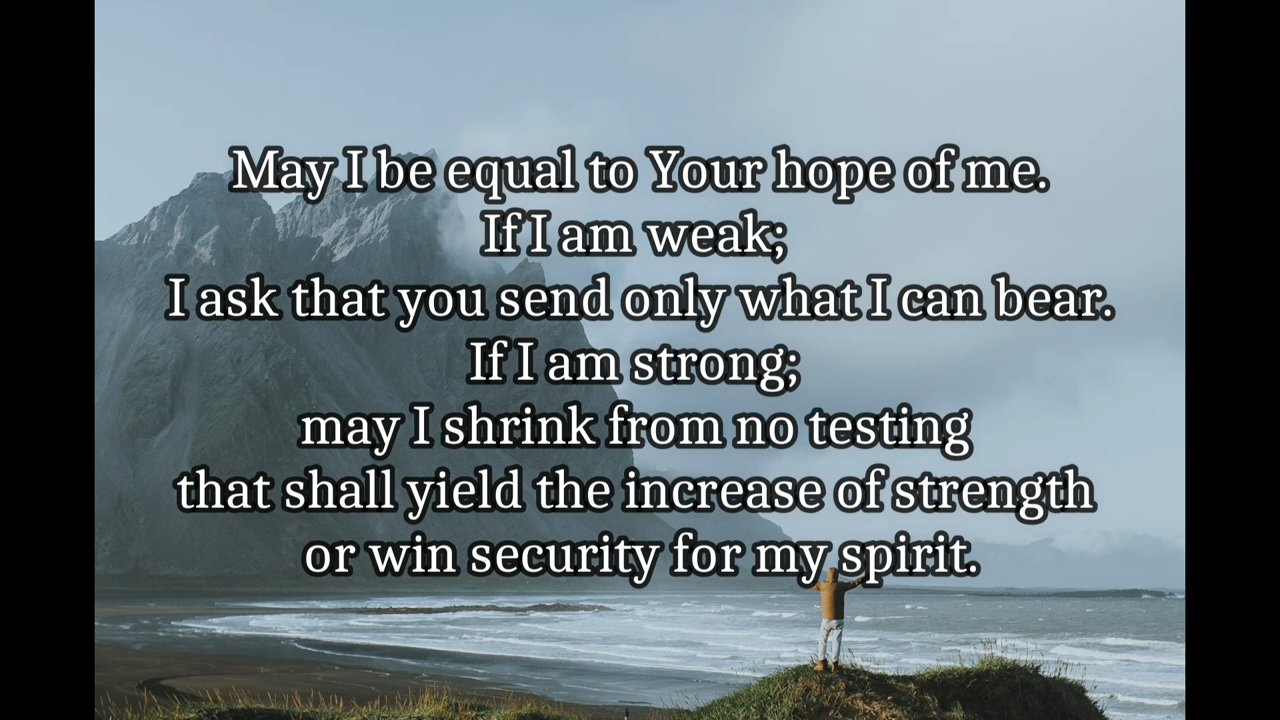 May I be equal to Your hope of me.
If I am weak;
I ask that you send only what I can bear.
If I am strong;
may I shrink from no testing
that shall yield the increase of strength
or win security for my spirit.